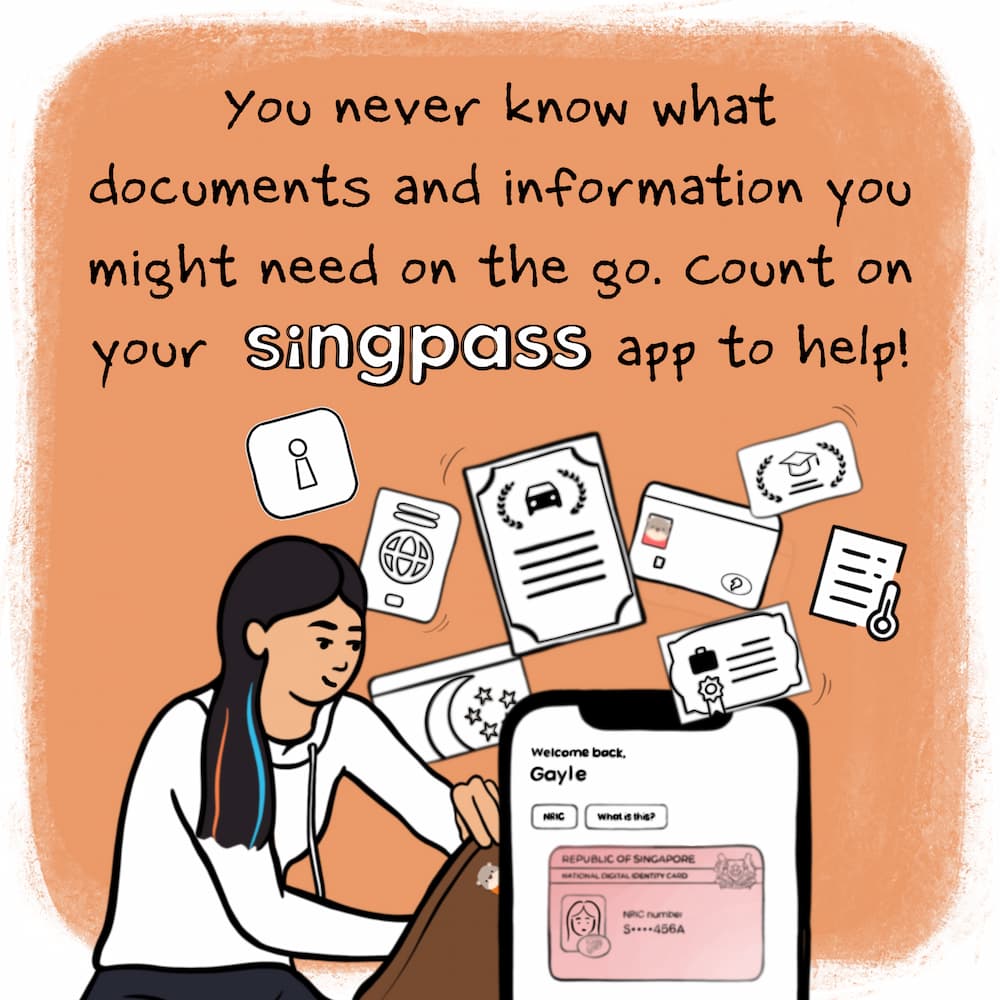 You never know what
documents and information you
might need on the go. Count on
your singpass app to help!
Welcome back,
Gayle
NRIC What is this?
REPUBLIC OF SINGAPORE
NATIONAL DIGITAL IDENTITY CARD
NRIC number
S••••456A